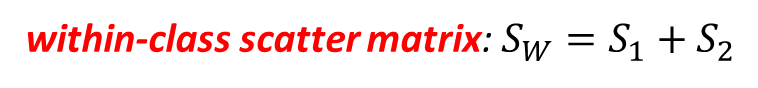 within-class scatter matrix: S_W = S_1 + S_2